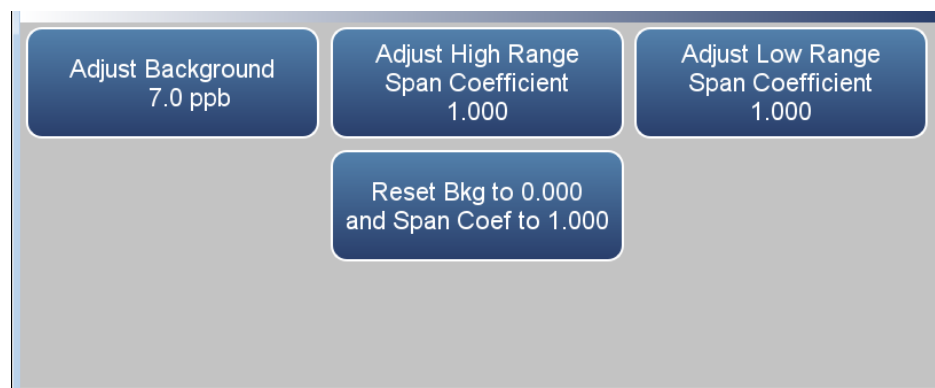 Adjust Background
7.0 ppb
Adjust High Range
Span Coefficient
1.000
Adjust Low Range
Span Coefficient
1.000
Reset Bkg to 0.000
and Span Coef to 1.000